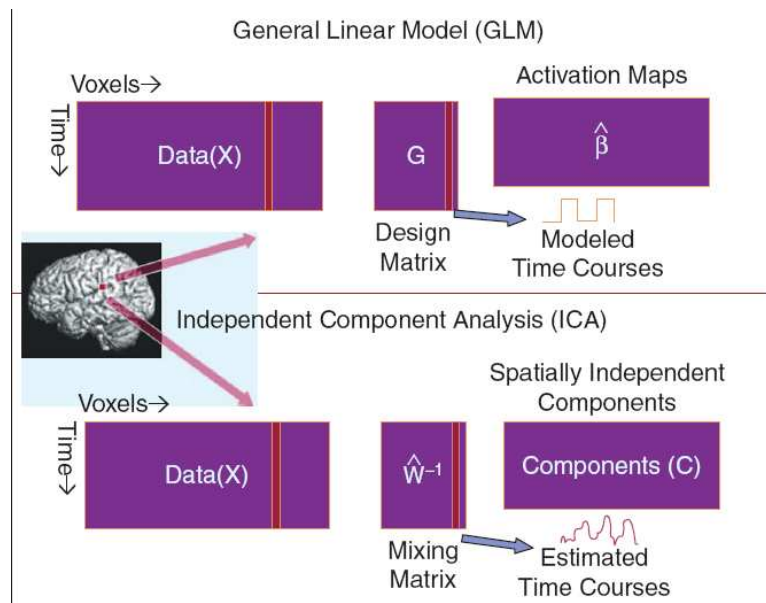 General Linear Model (GLM)
Voxels→
Time→
Data(X)
G
Design
Matrix
Activation Maps
β̂
Modeled
Time Courses
Independent Component Analysis (ICA)
Voxels→
Time→
Data(X)
Ŵ⁻¹
Mixing
Matrix
Spatially Independent
Components
Components (C)
Estimated
Time Courses